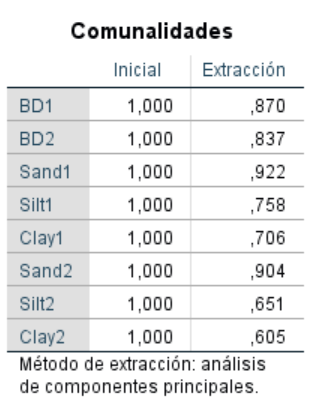 Comunalidades
Inicial Extracción
BD1 1,000 ,870
BD2 1,000 ,837
Sand1 1,000 ,922
Silt1 1,000 ,758
Clay1 1,000 ,706
Sand2 1,000 ,904
Silt2 1,000 ,651
Clay2 1,000 ,605
Método de extracción: análisis
de componentes principales.